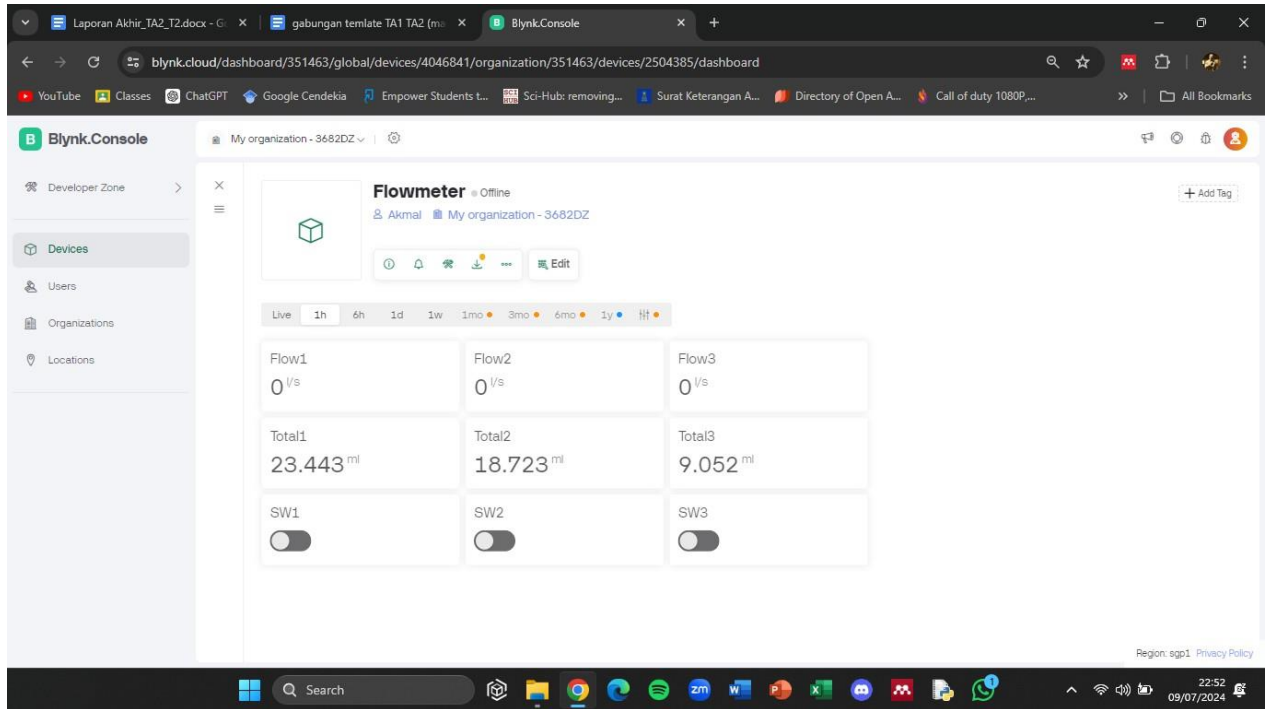 Laporan Akhir_TA2_T2.docx - G
gabungan temlate TA1 TA2 (ma
Blynk.Console
blynk.cloud/dashboard/351463/global/devices/4046841/organization/351463/devices/2504385/dashboard
YouTube Classes ChatGPT Google Cendekia Empower Students t... Sci-Hub: removing... Surat Keterangan A... Directory of Open A... Call of duty 1080P,... » All Bookmarks
B Blynk.Console
My organization - 3682DZ
Developer Zone
Devices
Users
Organizations
Locations
Flowmeter Offline
Akmal My organization - 3682DZ
Edit
+ Add Tag
Live 1h 6h 1d 1w 1mo 3mo 6mo 1y
Flow1 Flow2 Flow3
0 l/s 0 l/s 0 l/s
Total1 Total2 Total3
23.443 ml 18.723 ml 9.052 ml
SW1 SW2 SW3
Region: sgp1 Privacy Policy
Search
zm
1
22:52
09/07/2024